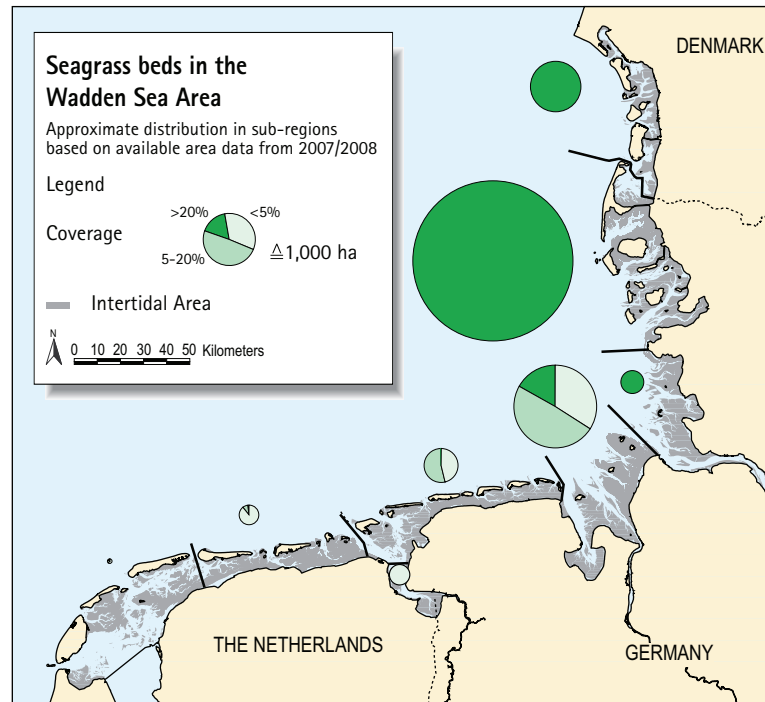 Seagrass beds in the
Wadden Sea Area
Approximate distribution in sub-regions
based on available area data from 2007/2008
Legend
Coverage
>20%
<5%
5-20%
≙1,000 ha
Intertidal Area
N
0 10 20 30 40 50 Kilometers
DENMARK
THE NETHERLANDS
GERMANY